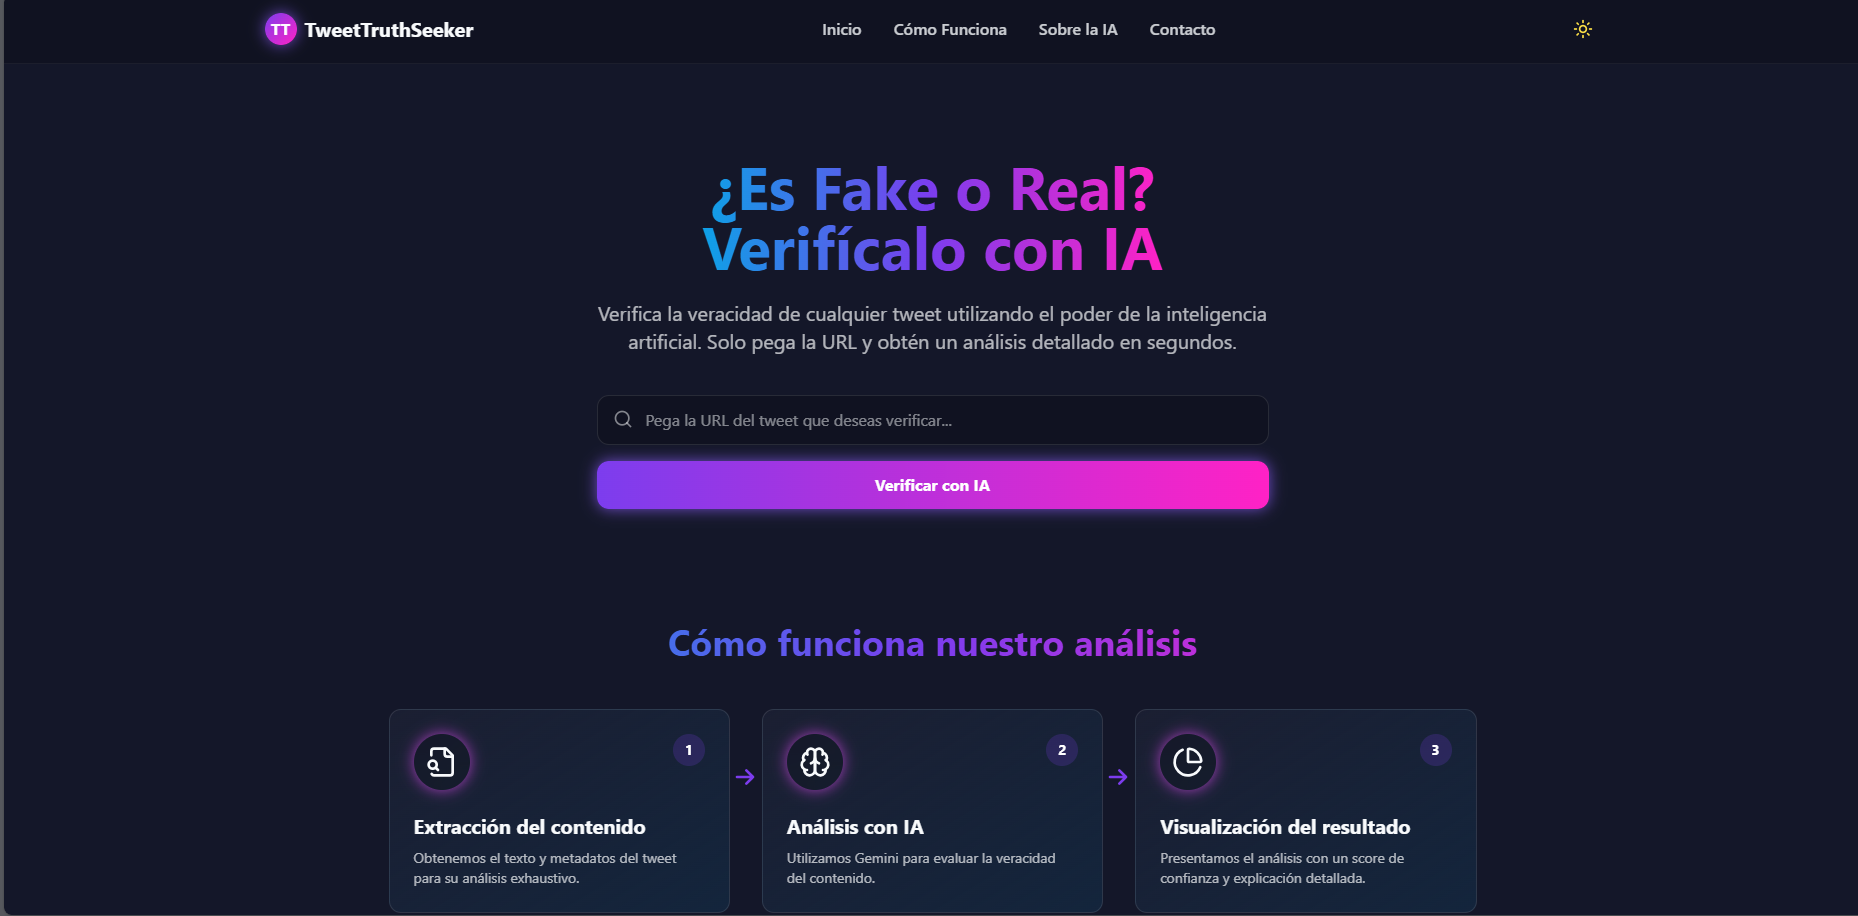 TT TweetTruthSeeker
Inicio Cómo Funciona Sobre la IA Contacto
¿Es Fake o Real?
Verifícalo con IA
Verifica la veracidad de cualquier tweet utilizando el poder de la inteligencia
artificial. Solo pega la URL y obtén un análisis detallado en segundos.
Pega la URL del tweet que deseas verificar...
Verificar con IA
Cómo funciona nuestro análisis
1
Extracción del contenido
Obtenemos el texto y metadatos del tweet
para su análisis exhaustivo.
2
Análisis con IA
Utilizamos Gemini para evaluar la veracidad
del contenido.
3
Visualización del resultado
Presentamos el análisis con un score de
confianza y explicación detallada.